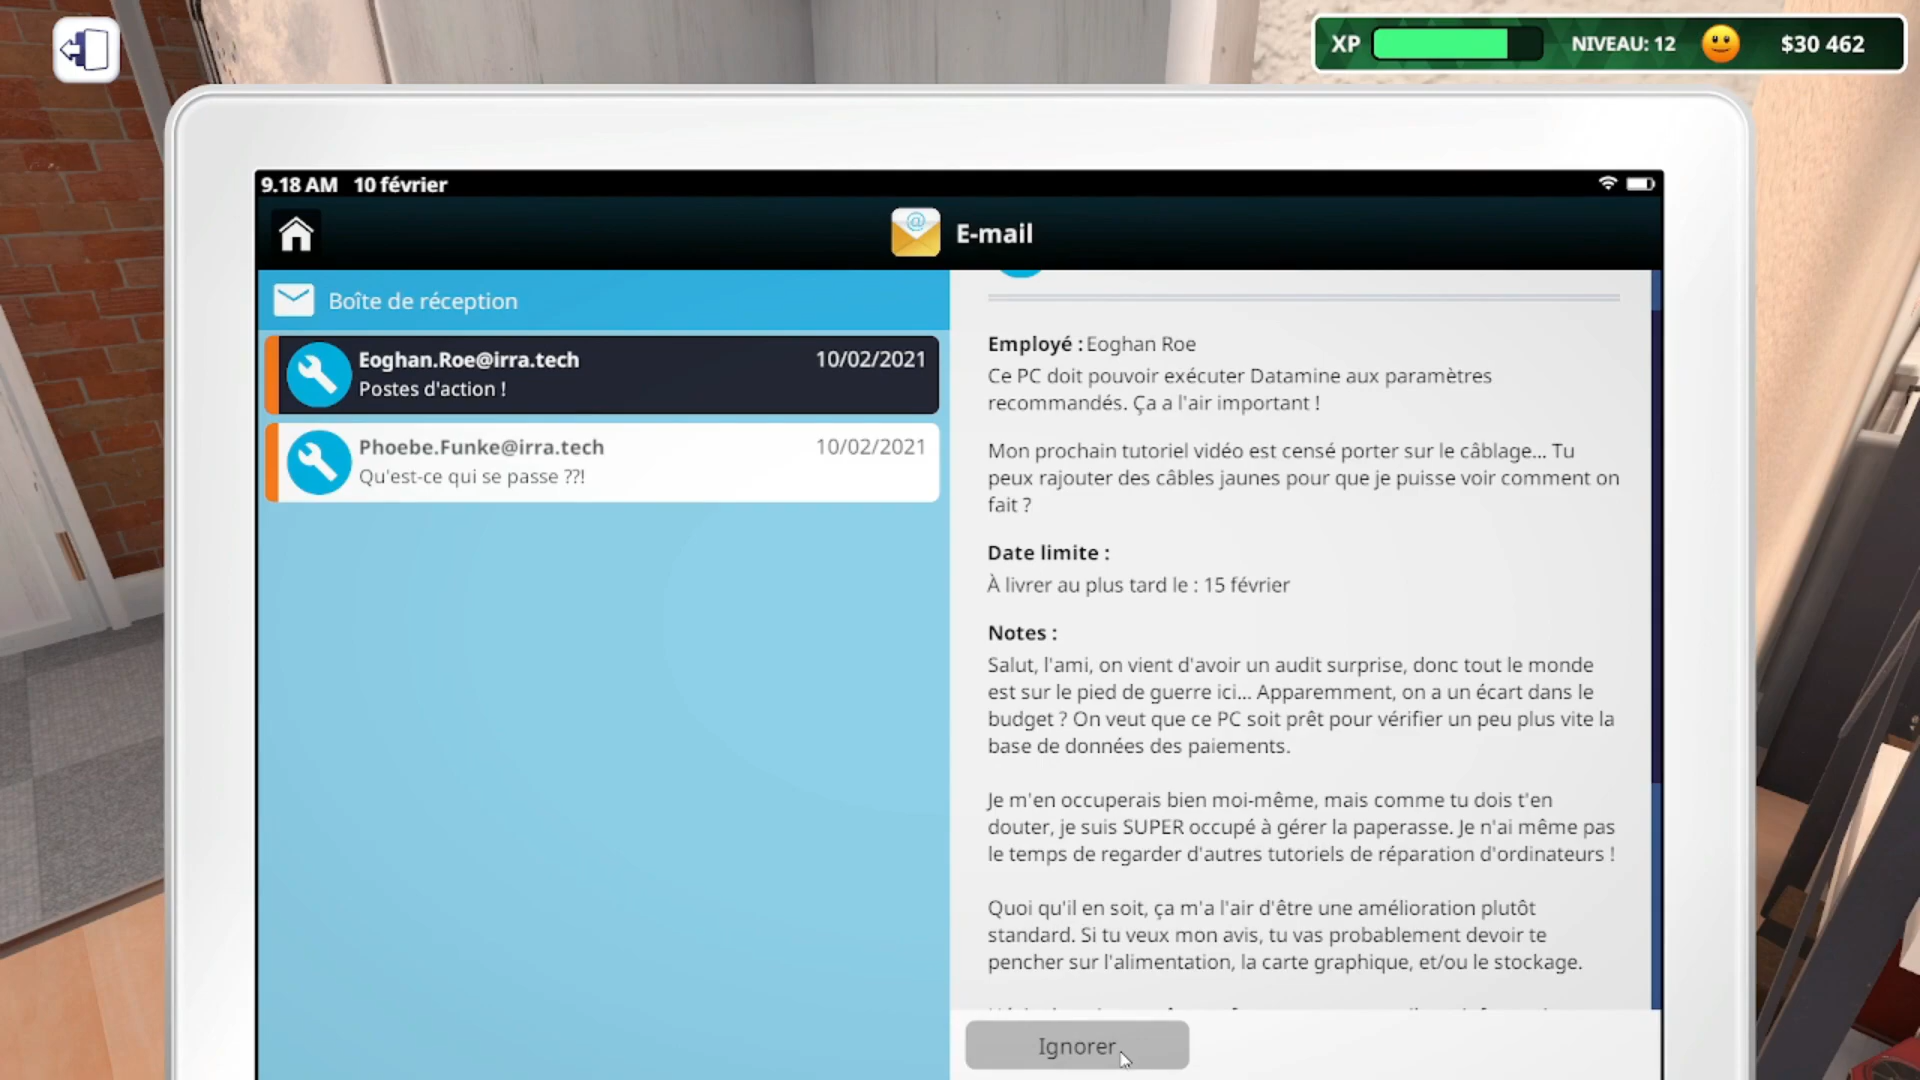 XP
NIVEAU: 12
$30 462
9.18 AM 10 février
E-mail
Boîte de réception
Eoghan.Roe@irra.tech
10/02/2021
Postes d'action !
Phoebe.Funke@irra.tech
10/02/2021
Qu'est-ce qui se passe ??!
Employé : Eoghan Roe
Ce PC doit pouvoir exécuter Datamine aux paramètres
recommandés. Ça a l'air important !
Mon prochain tutoriel vidéo est censé porter sur le câblage... Tu
peux rajouter des câbles jaunes pour que je puisse voir comment on
fait ?
Date limite :
À livrer au plus tard le : 15 février
Notes :
Salut, l'ami, on vient d'avoir un audit surprise, donc tout le monde
est sur le pied de guerre ici... Apparemment, on a un écart dans le
budget ? On veut que ce PC soit prêt pour vérifier un peu plus vite la
base de données des paiements.
Je m'en occuperais bien moi-même, mais comme tu dois t'en
douter, je suis SUPER occupé à gérer la paperasse. Je n'ai même pas
le temps de regarder d'autres tutoriels de réparation d'ordinateurs !
Quoi qu'il en soit, ça m'a l'air d'être une amélioration plutôt
standard. Si tu veux mon avis, tu vas probablement devoir te
pencher sur l'alimentation, la carte graphique, et/ou le stockage.
Ignorer